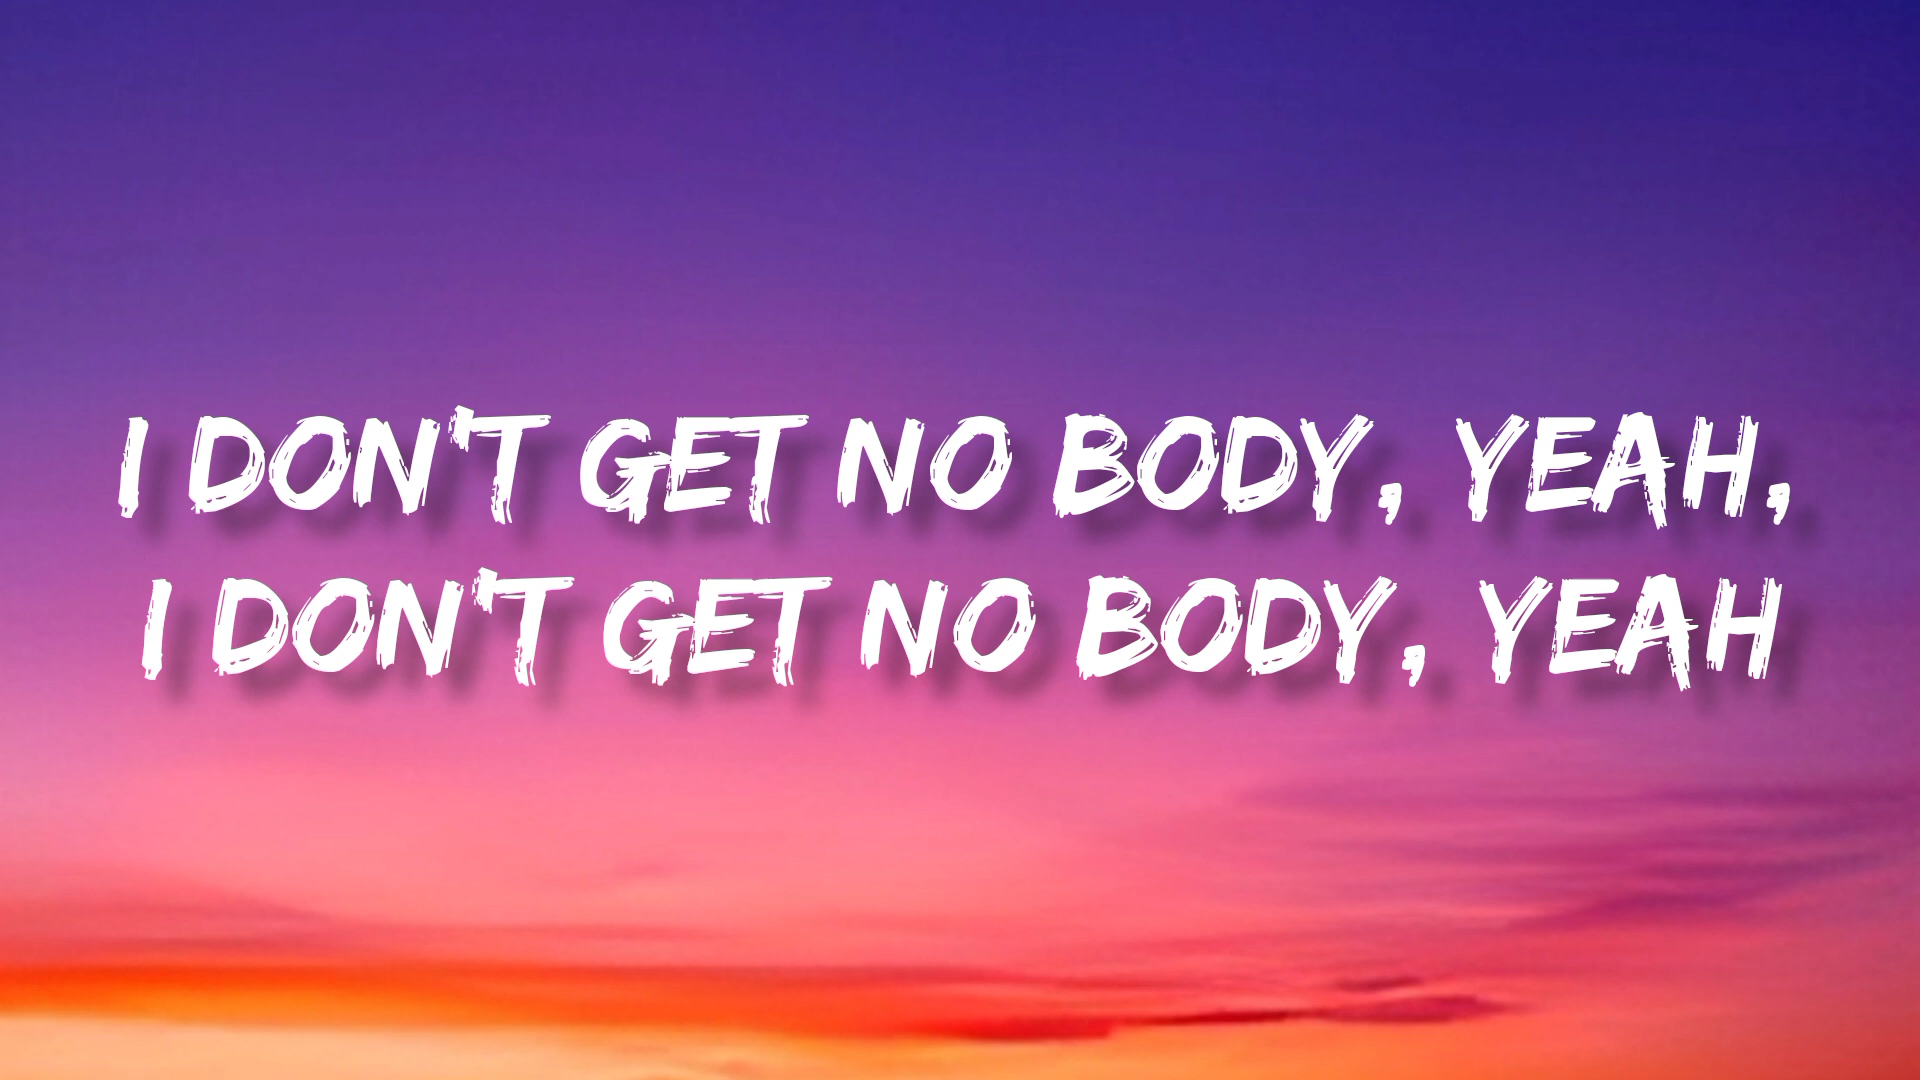 I DON'T GET NO BODY, YEAH,
I DON'T GET NO BODY, YEAH